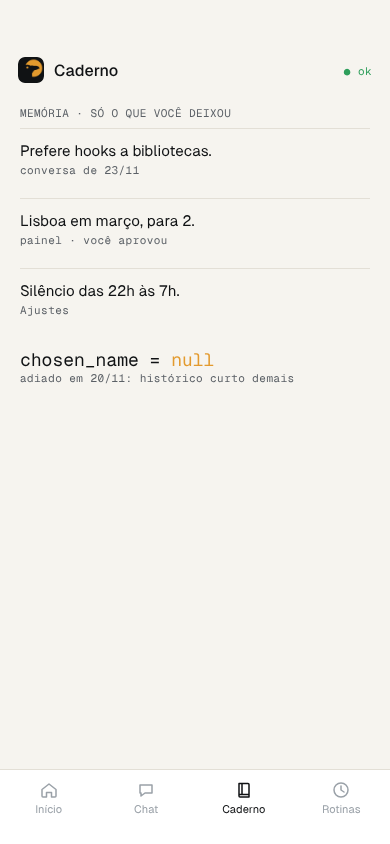 Caderno
ok
MEMÓRIA · SÓ O QUE VOCÊ DEIXOU
Prefere hooks a bibliotecas.
conversa de 23/11
Lisboa em março, para 2.
painel · você aprovou
Silêncio das 22h às 7h.
Ajustes
chosen_name = null
adiado em 20/11: histórico curto demais
Início
Chat
Caderno
Rotinas